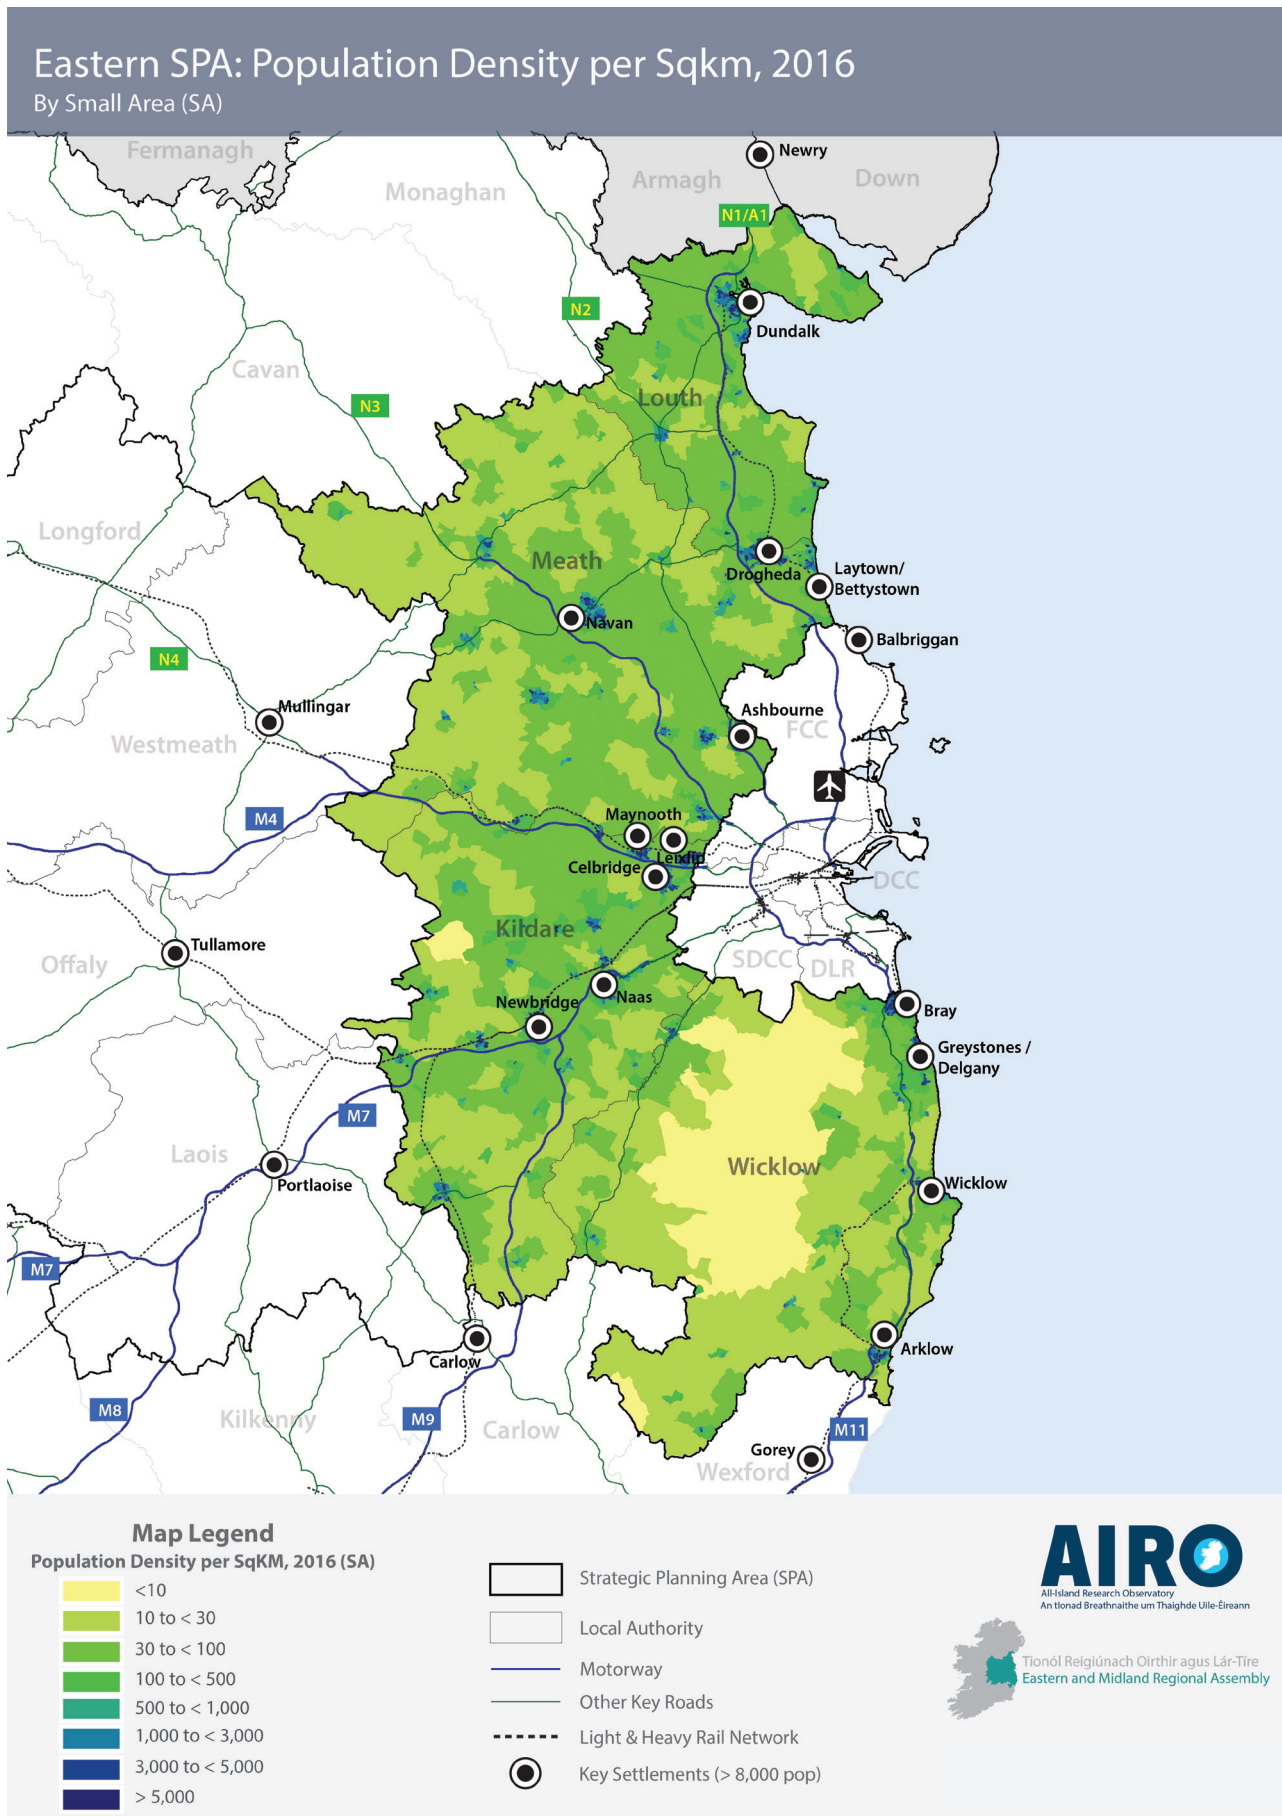 Eastern SPA: Population Density per Sqkm, 2016
By Small Area (SA)
Fermanagh
Monaghan
Armagh
Newry
Down
N1/A1
N2
Dundalk
Cavan
N3
Louth
Longford
Meath
Drogheda
Laytown/
Bettystown
Navan
Balbriggan
N4
Mullingar
Westmeath
Ashbourne
FCC
M4
Maynooth
Leixlip
Celbridge
DCC
Kildare
Tullamore
Offaly
SDCC
DLR
Naas
Newbridge
Bray
Greystones /
Delgany
M7
Laois
Wicklow
Portlaoise
Wicklow
M7
Carlow
Arklow
M8
Kilkenny
M9
Carlow
M11
Gorey
Wexford
Map Legend
Population Density per SqKM, 2016 (SA)
<10
10 to < 30
30 to < 100
100 to < 500
500 to < 1,000
1,000 to < 3,000
3,000 to < 5,000
> 5,000
Strategic Planning Area (SPA)
Local Authority
Motorway
Other Key Roads
Light & Heavy Rail Network
Key Settlements (> 8,000 pop)
AIRO
All-Island Research Observatory
An tIonad Breathnaithe um Thaighde Uile-Éireann
Tionól Reigiúnach Oirthir agus Lár-Tíre
Eastern and Midland Regional Assembly